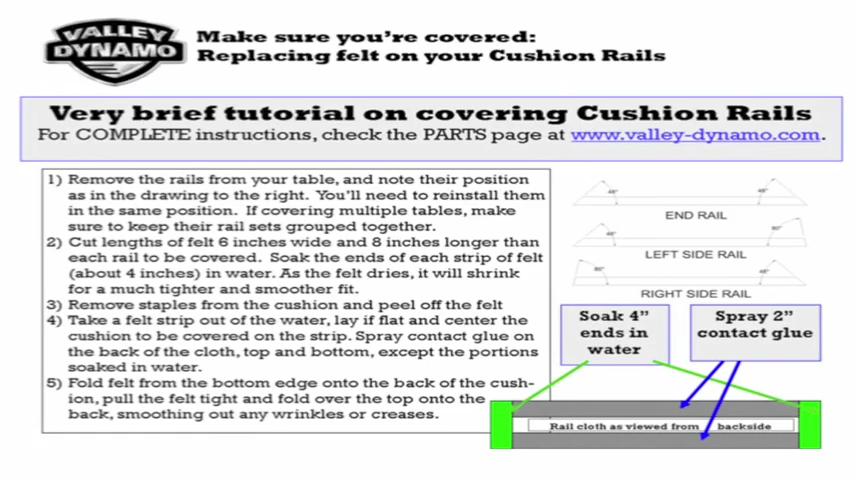 VALLEY
DYNAMO
Make sure you're covered:
Replacing felt on your Cushion Rails
Very brief tutorial on covering Cushion Rails
For COMPLETE instructions, check the PARTS page at www.valley-dynamo.com.
1) Remove the rails from your table, and note their position
as in the drawing to the right. You'll need to reinstall them
in the same position. If covering multiple tables, make
sure to keep their rail sets grouped together.
2) Cut lengths of felt 6 inches wide and 8 inches longer than
each rail to be covered. Soak the ends of each strip of felt
(about 4 inches) in water. As the felt dries, it will shrink
for a much tighter and smoother fit.
3) Remove staples from the cushion and peel off the felt
4) Take a felt strip out of the water, lay if flat and center the
cushion to be covered on the strip. Spray contact glue on
the back of the cloth, top and bottom, except the portions
soaked in water.
5) Fold felt from the bottom edge onto the back of the cush-
ion, pull the felt tight and fold over the top onto the
back, smoothing out any wrinkles or creases.
END RAIL
LEFT SIDE RAIL
RIGHT SIDE RAIL
Soak 4"
ends in
water
Spray 2"
contact glue
Rail cloth as viewed from backside